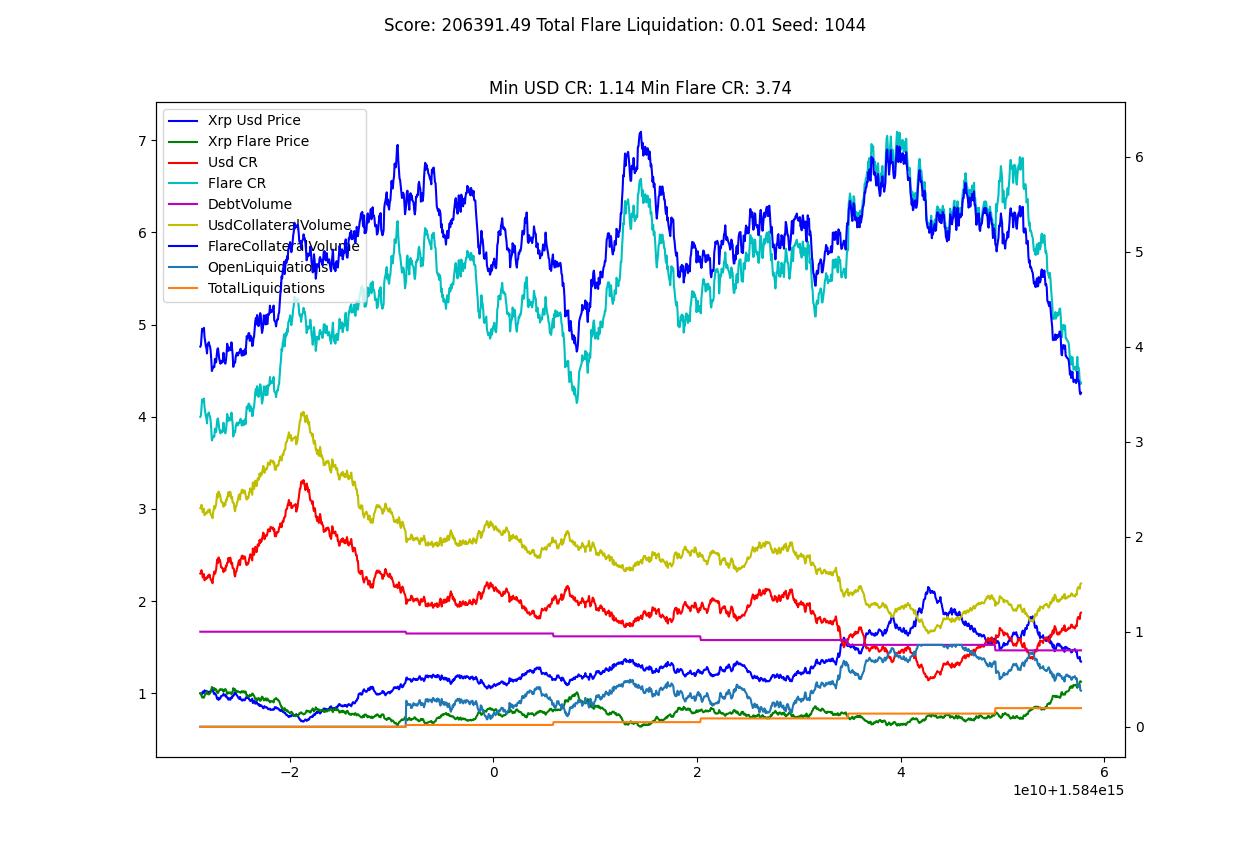 Score: 206391.49 Total Flare Liquidation: 0.01 Seed: 1044
Min USD CR: 1.14 Min Flare CR: 3.74
Xrp Usd Price
Xrp Flare Price
Usd CR
Flare CR
DebtVolume
UsdCollateralVolume
FlareCollateralVolume
OpenLiquidations
TotalLiquidations
7
6
5
4
3
2
1
6
5
4
3
2
1
0
−2
0
2
4
6
1e10+1.584e15